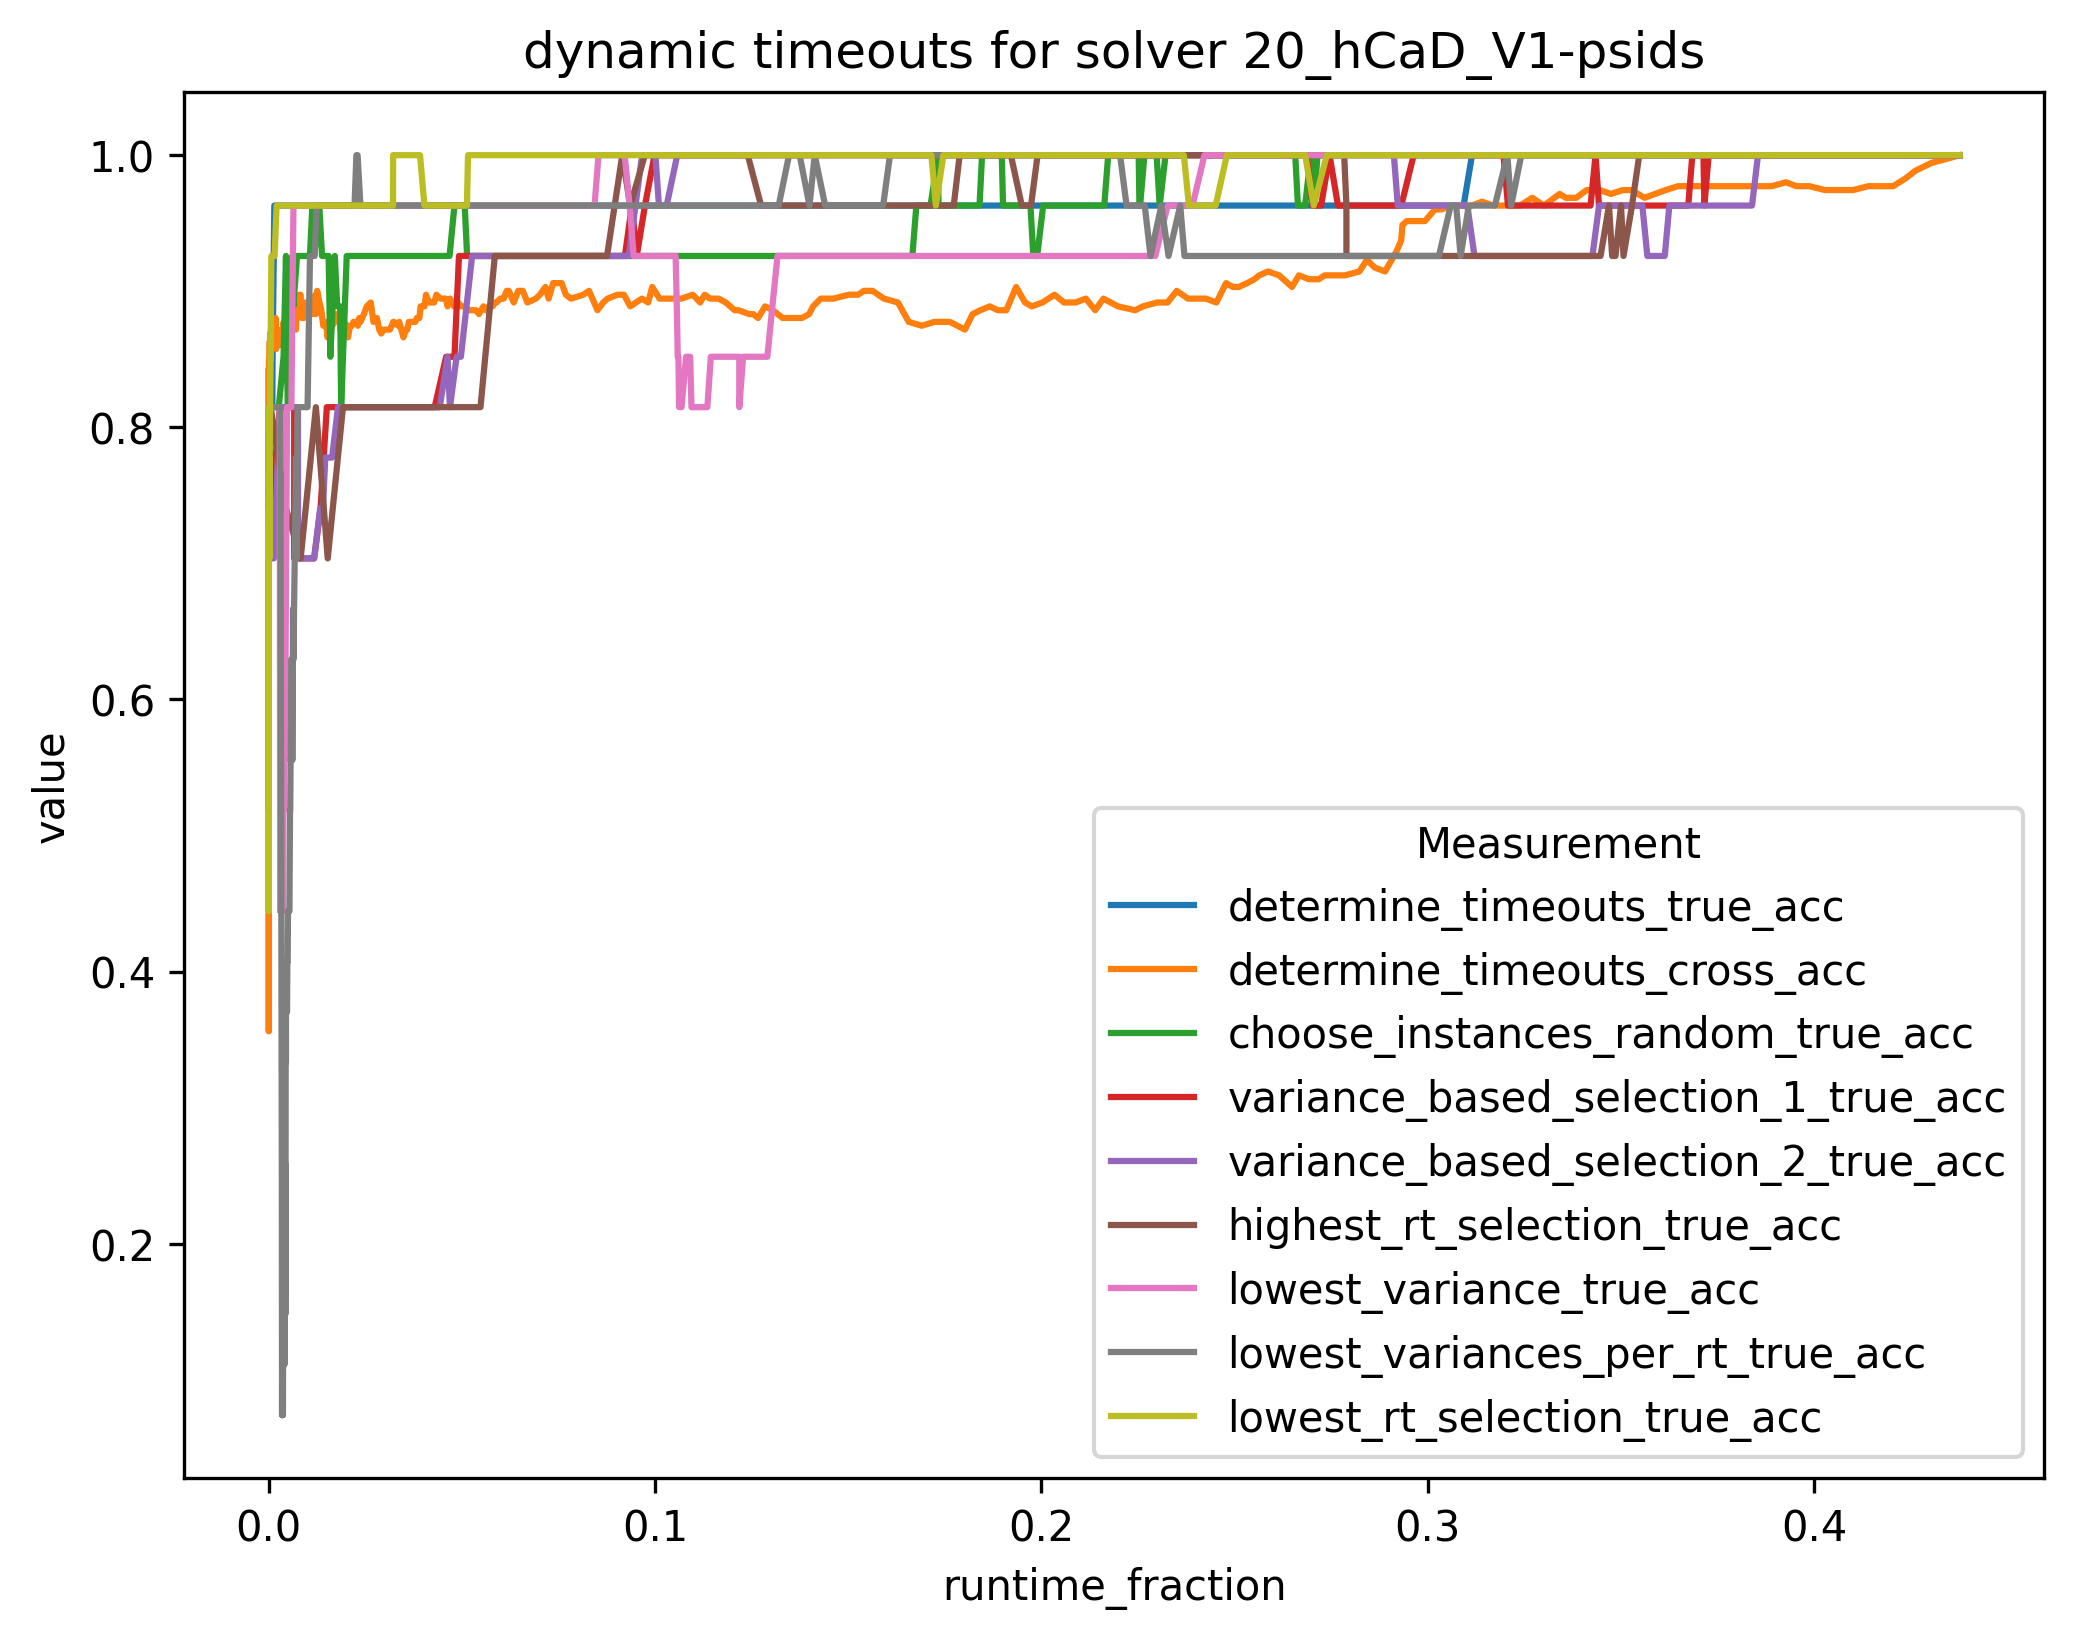 dynamic timeouts for solver 20_hCaD_V1-psids
1.0
0.8
0.6
0.4
0.2
value
0.0 0.1 0.2 0.3 0.4
runtime_fraction
Measurement
determine_timeouts_true_acc
determine_timeouts_cross_acc
choose_instances_random_true_acc
variance_based_selection_1_true_acc
variance_based_selection_2_true_acc
highest_rt_selection_true_acc
lowest_variance_true_acc
lowest_variances_per_rt_true_acc
lowest_rt_selection_true_acc